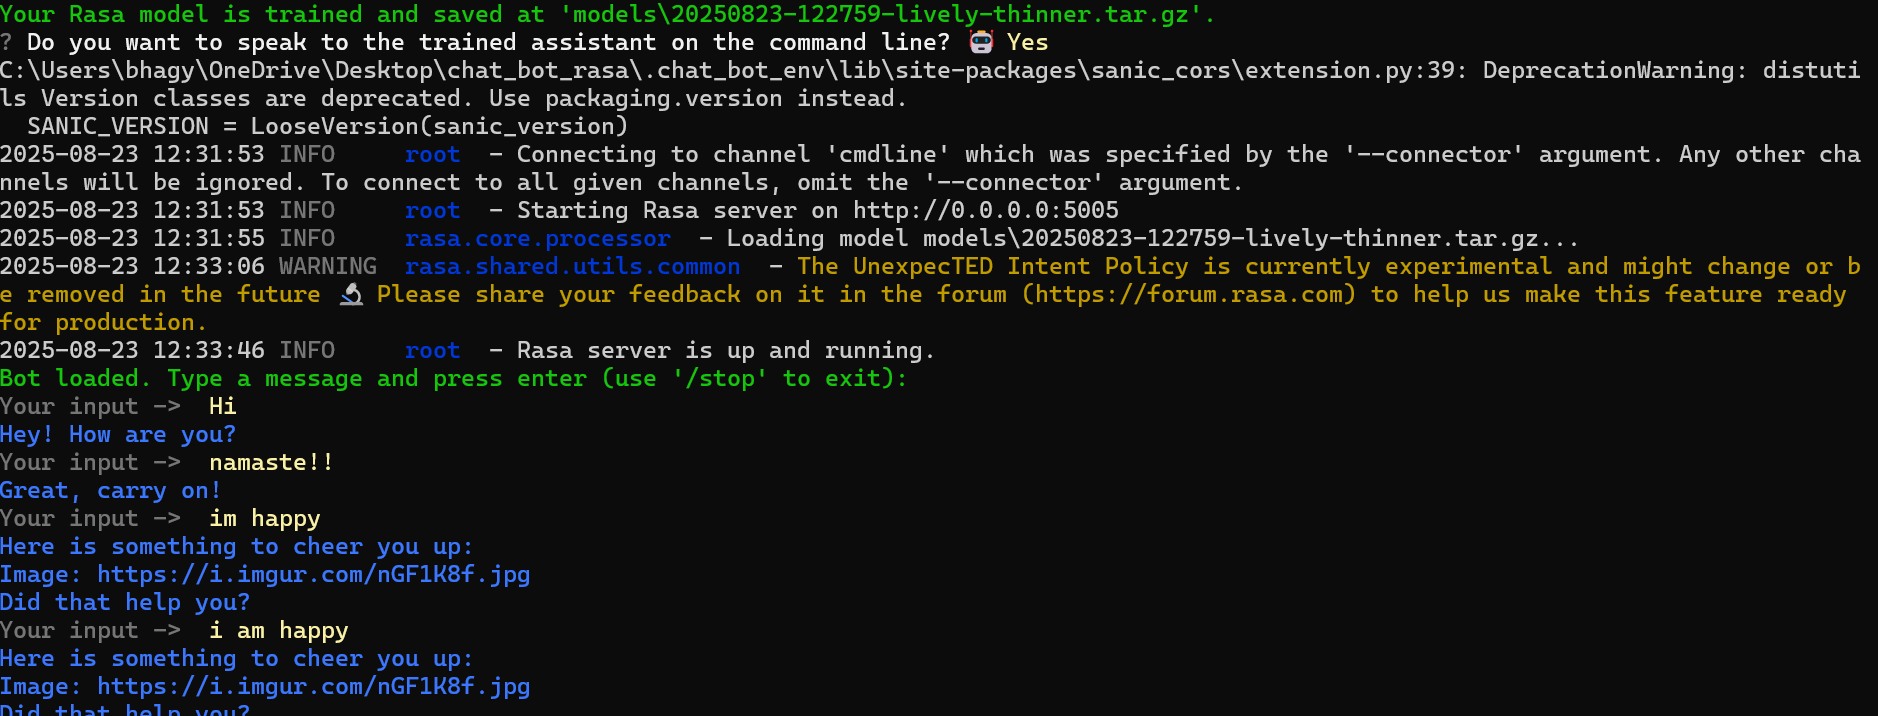 Your Rasa model is trained and saved at 'models\20250823-122759-lively-thinner.tar.gz'.
? Do you want to speak to the trained assistant on the command line? 🤖 Yes
C:\Users\bhagy\OneDrive\Desktop\chat_bot_rasa\.chat_bot_env\lib\site-packages\sanic_cors\extension.py:39: DeprecationWarning: distuti
ls Version classes are deprecated. Use packaging.version instead.
  SANIC_VERSION = LooseVersion(sanic_version)
2025-08-23 12:31:53 INFO     root  - Connecting to channel 'cmdline' which was specified by the '--connector' argument. Any other cha
nnels will be ignored. To connect to all given channels, omit the '--connector' argument.
2025-08-23 12:31:53 INFO     root  - Starting Rasa server on http://0.0.0.0:5005
2025-08-23 12:31:55 INFO     rasa.core.processor  - Loading model models\20250823-122759-lively-thinner.tar.gz...
2025-08-23 12:33:06 WARNING  rasa.shared.utils.common  - The UnexpecTED Intent Policy is currently experimental and might change or b
e removed in the future 🔬 Please share your feedback on it in the forum (https://forum.rasa.com) to help us make this feature ready
for production.
2025-08-23 12:33:46 INFO     root  - Rasa server is up and running.
Bot loaded. Type a message and press enter (use '/stop' to exit):
Your input ->  Hi
Hey! How are you?
Your input ->  namaste!!
Great, carry on!
Your input ->  im happy
Here is something to cheer you up:
Image: https://i.imgur.com/nGF1K8f.jpg
Did that help you?
Your input ->  i am happy
Here is something to cheer you up:
Image: https://i.imgur.com/nGF1K8f.jpg
Did that help you?